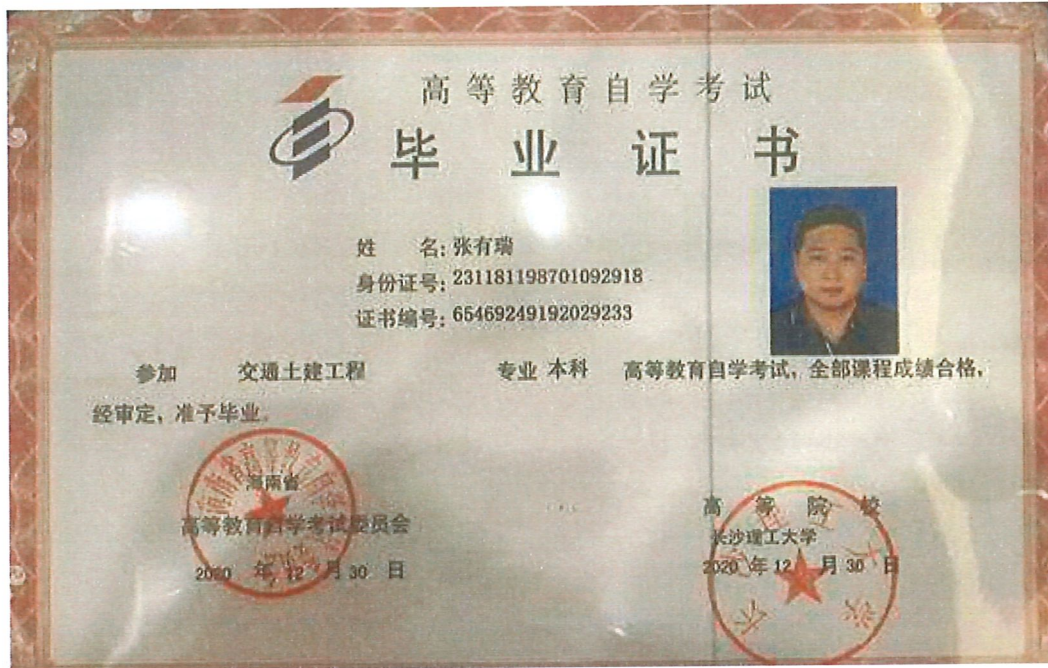 高等教育自学考试
毕业证书
姓 名：张有瑞
身份证号：231181198701092918
证书编号：65469249192029233
参加 交通土建工程 专业 本科 高等教育自学考试，全部课程成绩合格，
经审定，准予毕业。
海南省
高等教育自学考试委员会
2020 年 12 月 30 日
高等院校
长沙理工大学
2020 年 12 月 30 日